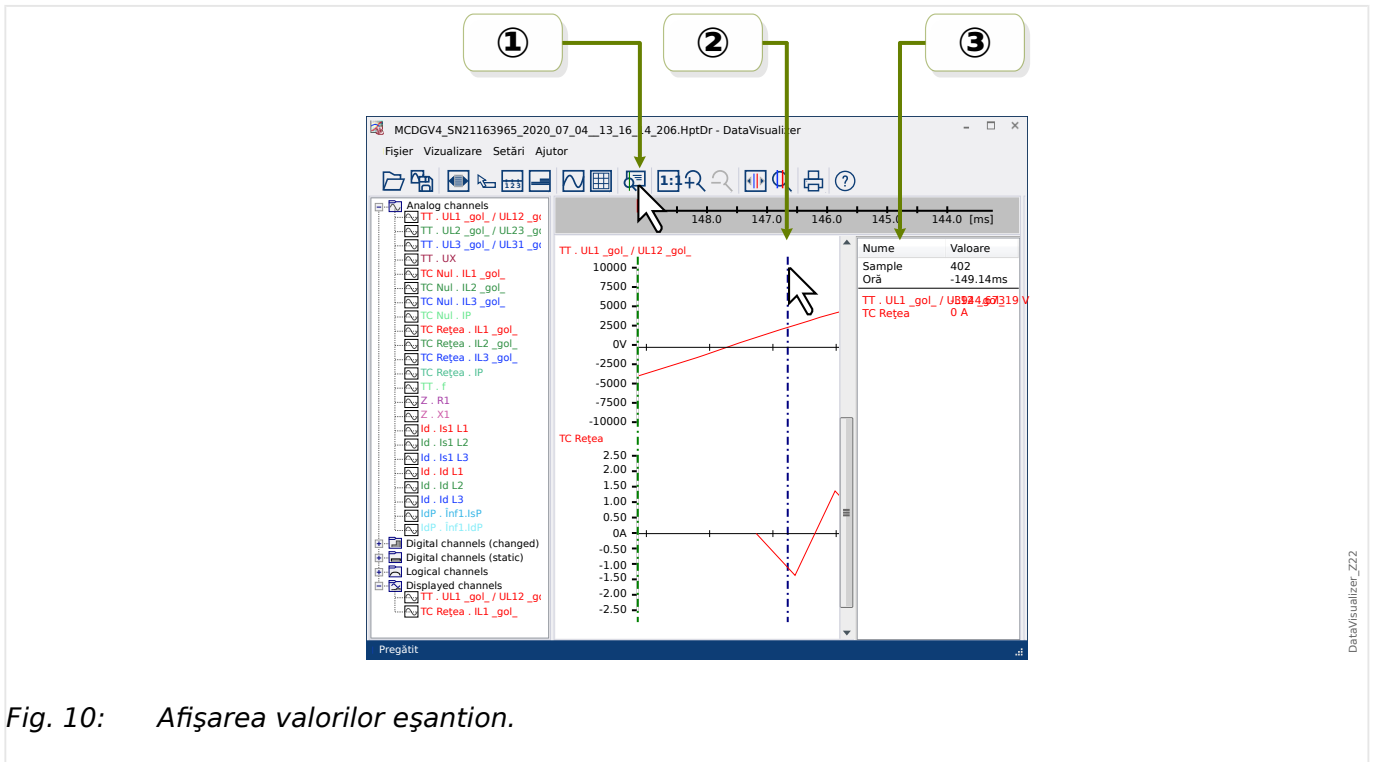 ① ② ③
MCDGV4_SN21163965_2020_07_04__13_16_14_206.HptDr - DataVisualizer
Fişier Vizualizare Setări Ajutor
123 1:1 ?
148.0 147.0 146.0 145.0 144.0 [ms]
Analog channels
TT . UL1 _gol_ / UL12 _go
TT . UL2 _gol_ / UL23 _go
TT . UL3 _gol_ / UL31 _go
TT . UX
TC Nul . IL1 _gol_
TC Nul . IL2 _gol_
TC Nul . IL3 _gol_
TC Nul . IP
TC Reţea . IL1 _gol_
TC Reţea . IL2 _gol_
TC Reţea . IL3 _gol_
TC Reţea . IP
TT . f
Z . R1
Z . X1
Id . Is1 L1
Id . Is1 L2
Id . Is1 L3
Id . Id L1
Id . Id L2
Id . Id L3
IdP . Înf1.IsP
IdP . Înf1.IdP
Digital channels (changed)
Digital channels (static)
Logical channels
Displayed channels
TT . UL1 _gol_ / UL12 _go
TC Reţea . IL1 _gol_
TT . UL1 _gol_ / UL12 _gol_
10000
7500
5000
2500
0V
-2500
-5000
-7500
-10000
TC Reţea
2.50
2.00
1.50
1.00
0.50
0A
-0.50
-1.00
-1.50
-2.00
-2.50
Nume Valoare
Sample 402
Oră -149.14ms
TT . UL1 _gol_ /
TC Reţea 0 A
Pregătit
DataVisualizer_Z22
Fig. 10: Afişarea valorilor eşantion.